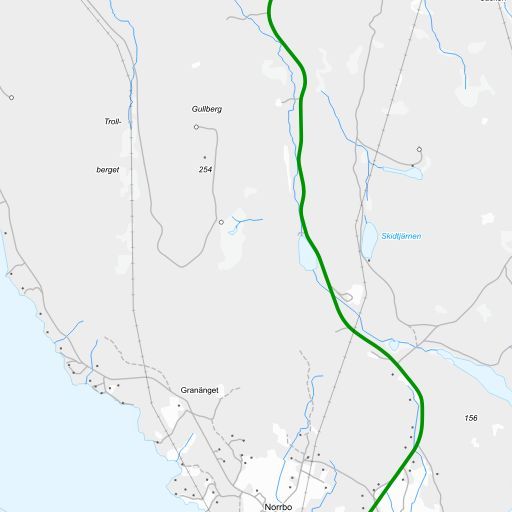 Gullberg
Troll-
berget
254
Skidtjärnen
Granänget
156
Norrbo